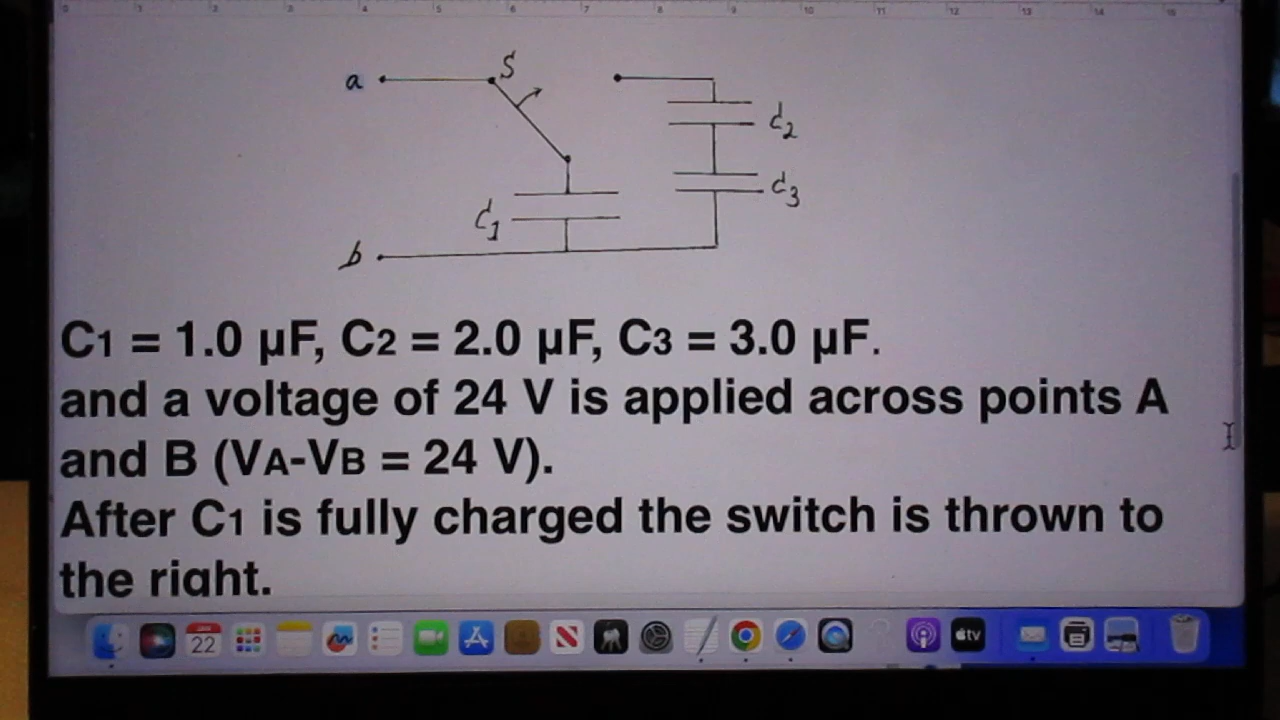 a S
C2
C3
C1
b
C1 = 1.0 µF, C2 = 2.0 µF, C3 = 3.0 µF.
and a voltage of 24 V is applied across points A
and B (VA-VB = 24 V).
After C1 is fully charged the switch is thrown to
the right.
22
tv